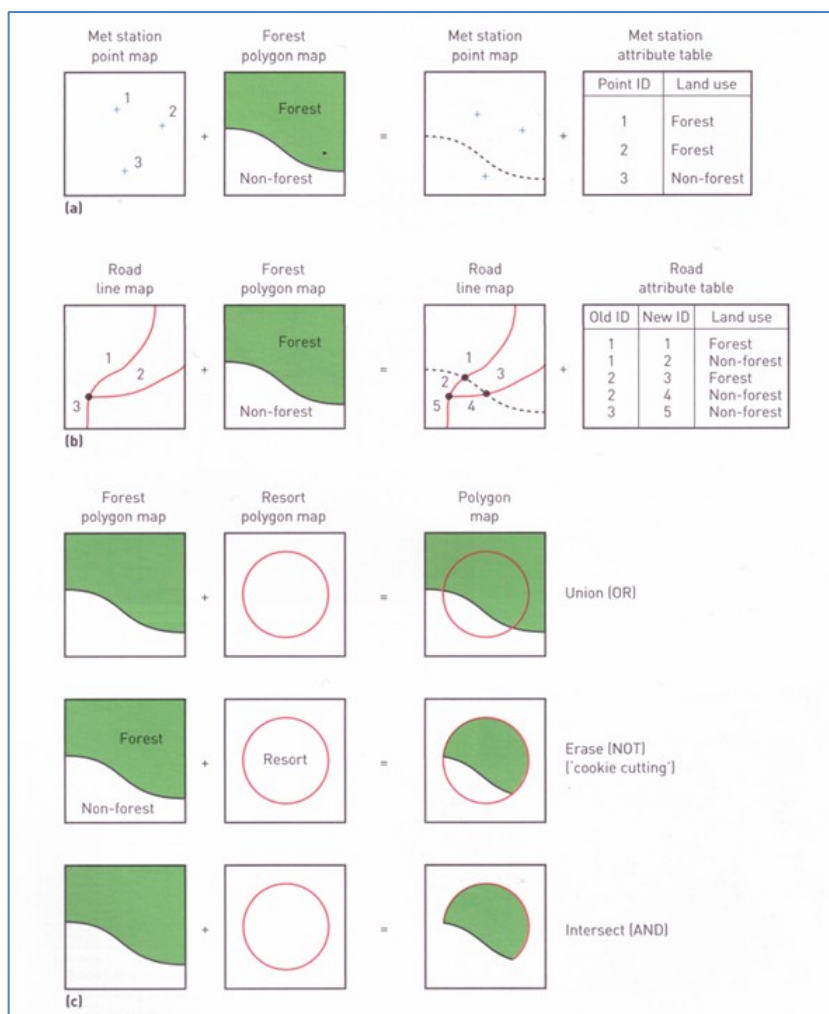 Met station
point map
Forest
polygon map
Met station
point map
Met station
attribute table
1
2
3
+
Forest
Non-forest
=
+
Point ID Land use
1 Forest
2 Forest
3 Non-forest
(a)
Road
line map
Forest
polygon map
Road
line map
Road
attribute table
1
2
3
+
Forest
Non-forest
=
1
2
3
4
5
+
Old ID New ID Land use
1 1 Forest
1 2 Non-forest
2 3 Forest
2 4 Non-forest
3 5 Non-forest
(b)
Forest
polygon map
Resort
polygon map
Polygon
map
+
=
Union (OR)
Forest
Non-forest
+
Resort
=
Erase (NOT)
('cookie cutting')
+
=
Intersect (AND)
(c)